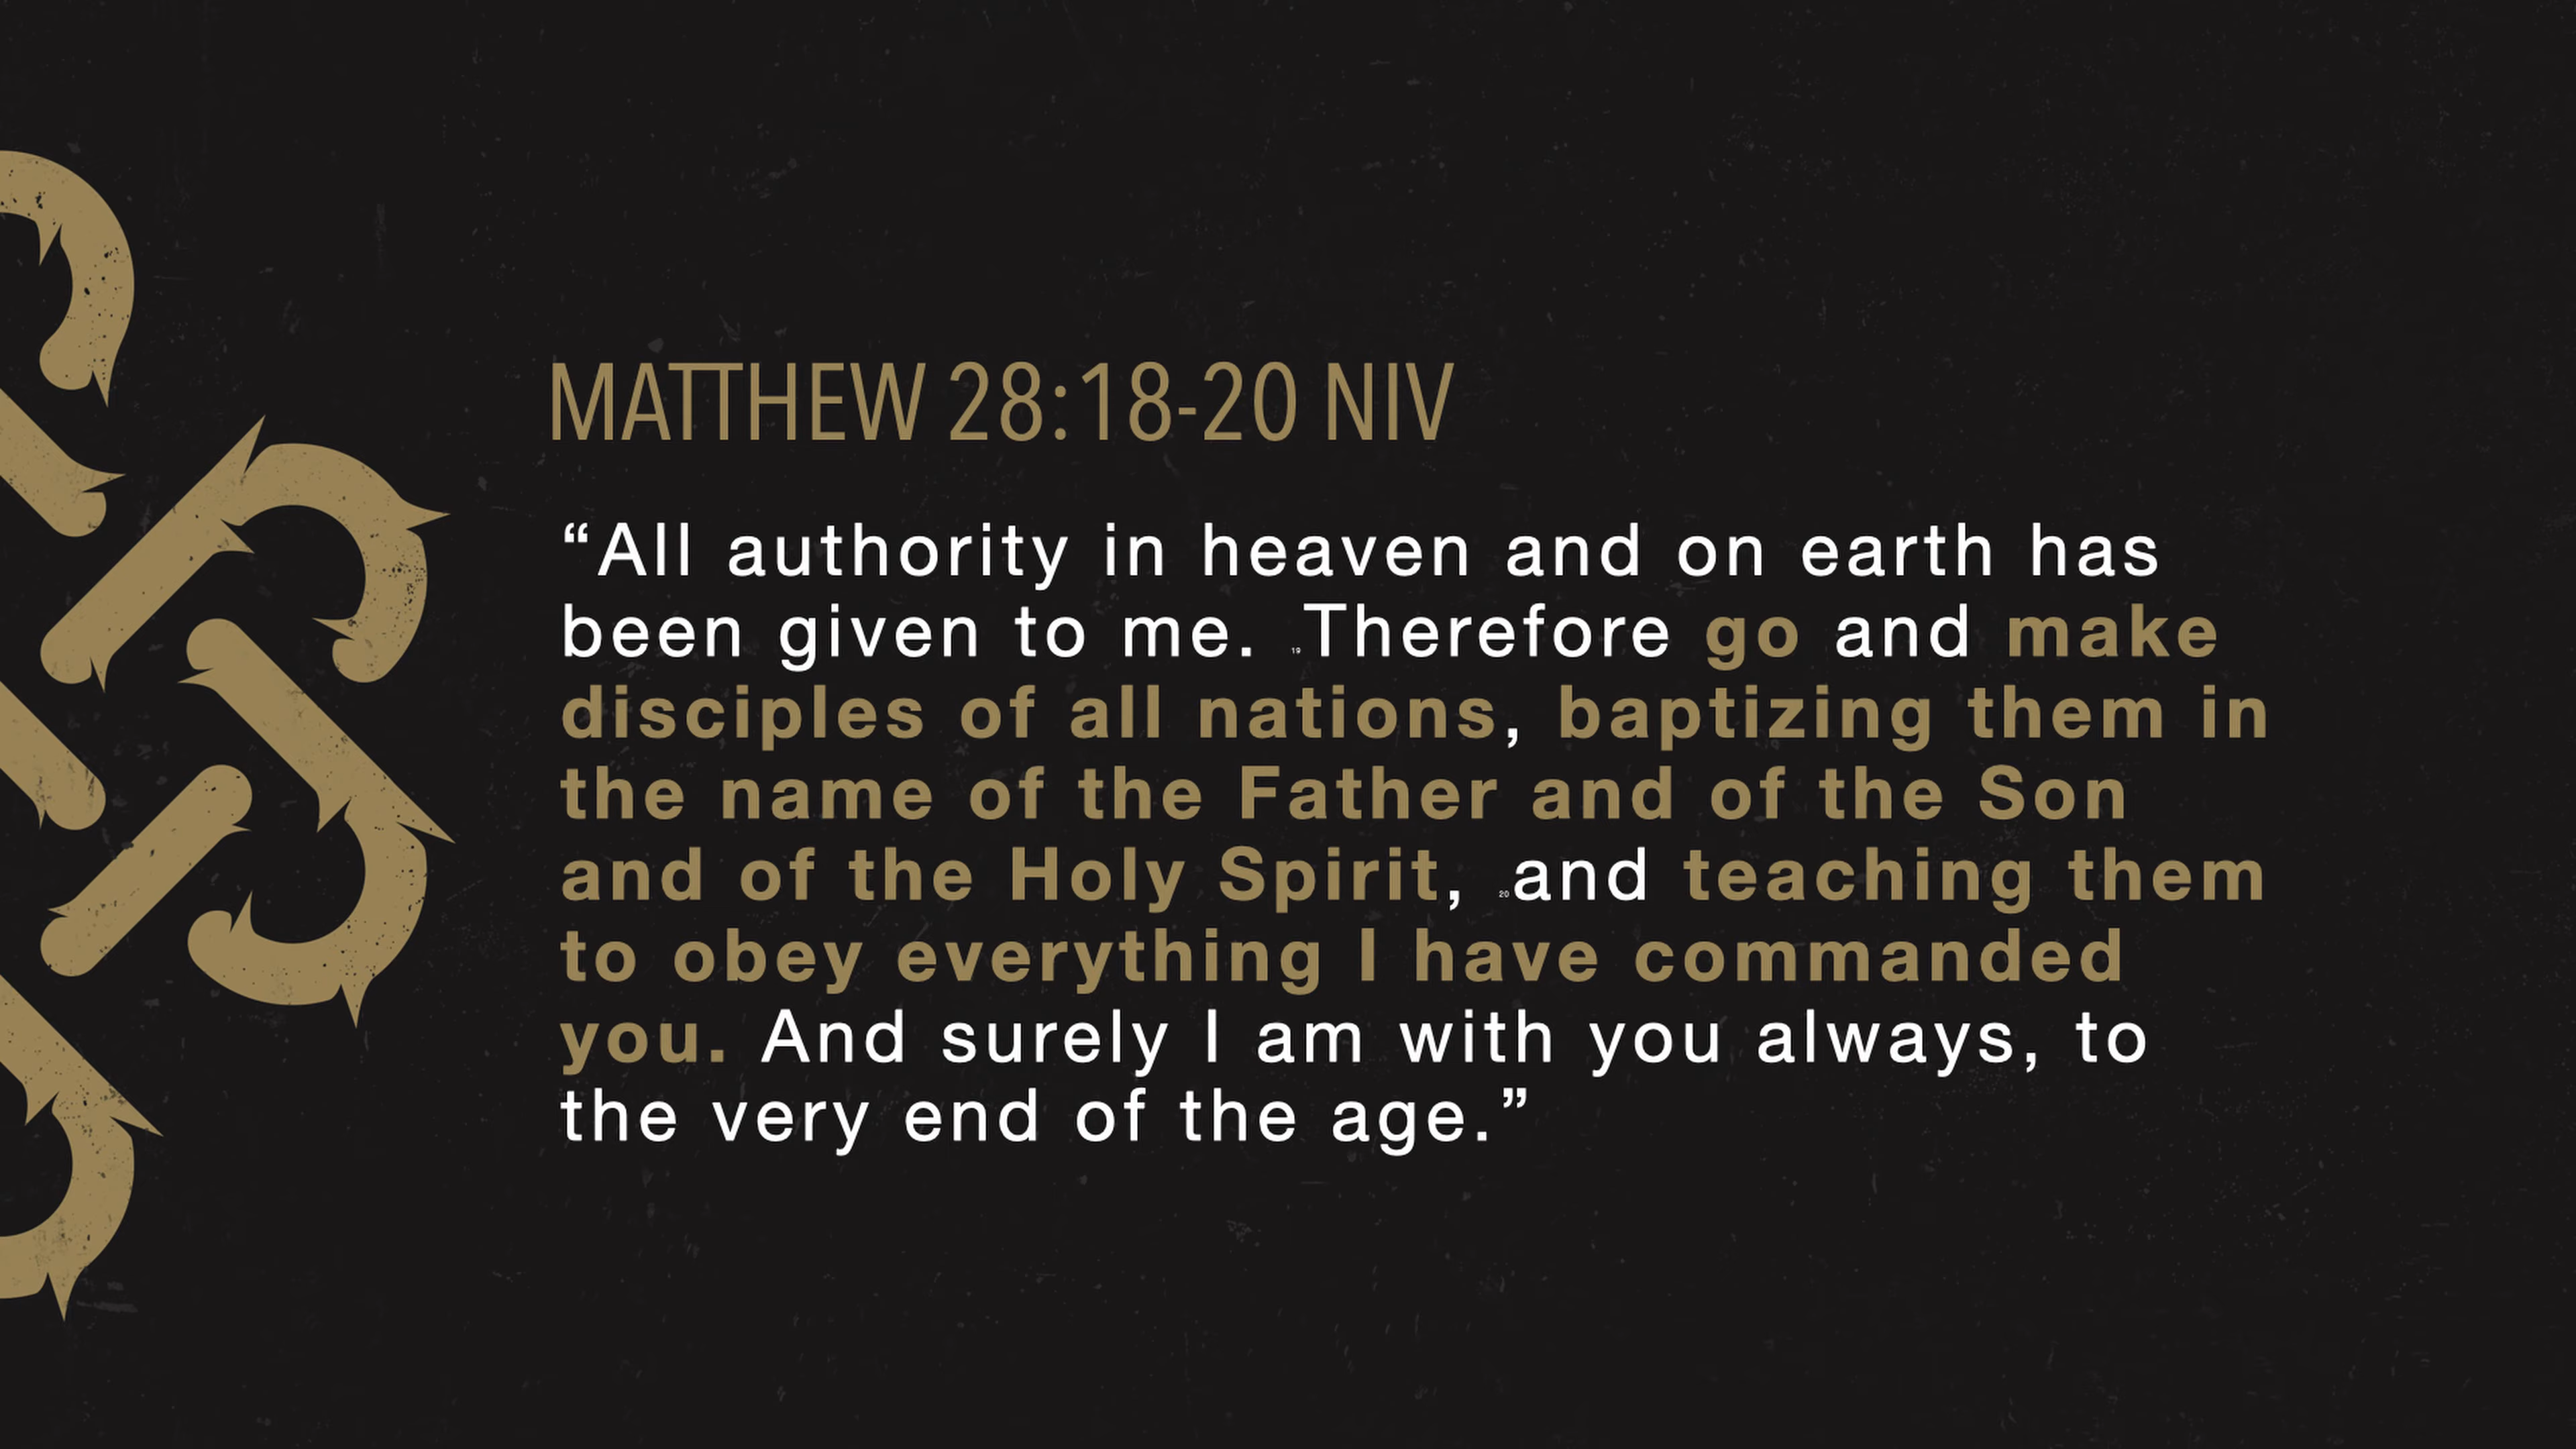 MATTHEW 28:18-20 NIV
“All authority in heaven and on earth has
been given to me. 19Therefore go and make
disciples of all nations, baptizing them in
the name of the Father and of the Son
and of the Holy Spirit, 20and teaching them
to obey everything I have commanded
you. And surely I am with you always, to
the very end of the age.”